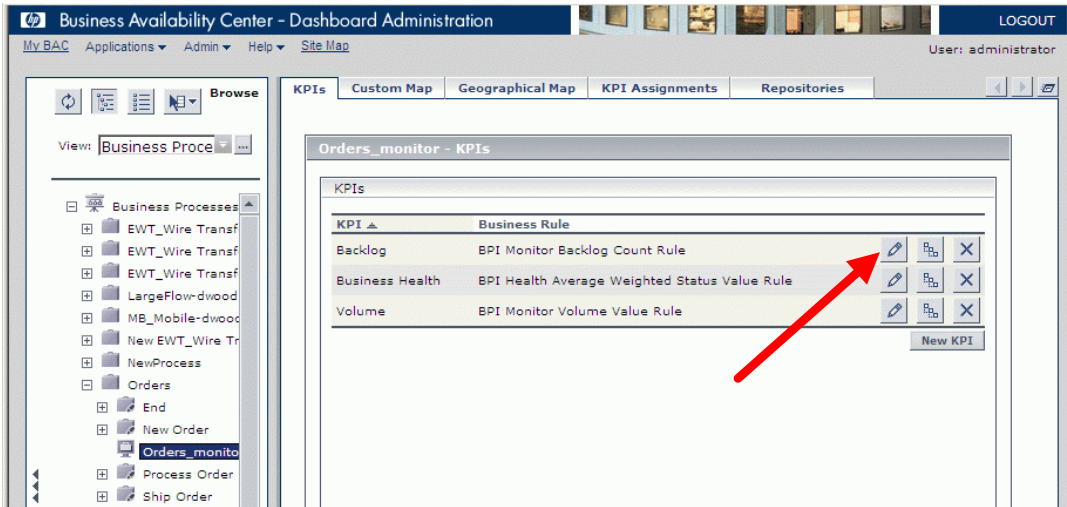 hp Business Availability Center – Dashboard Administration LOGOUT
My BAC Applications Admin Help Site Map User: administrator
Browse
View: Business Proce ...
Business Processes
EWT_Wire Transf
EWT_Wire Transf
EWT_Wire Transf
LargeFlow-dwood
MB_Mobile-dwood
New EWT_Wire Tr
NewProcess
Orders
End
New Order
Orders_monito
Process Order
Ship Order
KPIs Custom Map Geographical Map KPI Assignments Repositories
Orders_monitor - KPIs
KPIs
KPI Business Rule
Backlog BPI Monitor Backlog Count Rule
Business Health BPI Health Average Weighted Status Value Rule
Volume BPI Monitor Volume Value Rule
New KPI